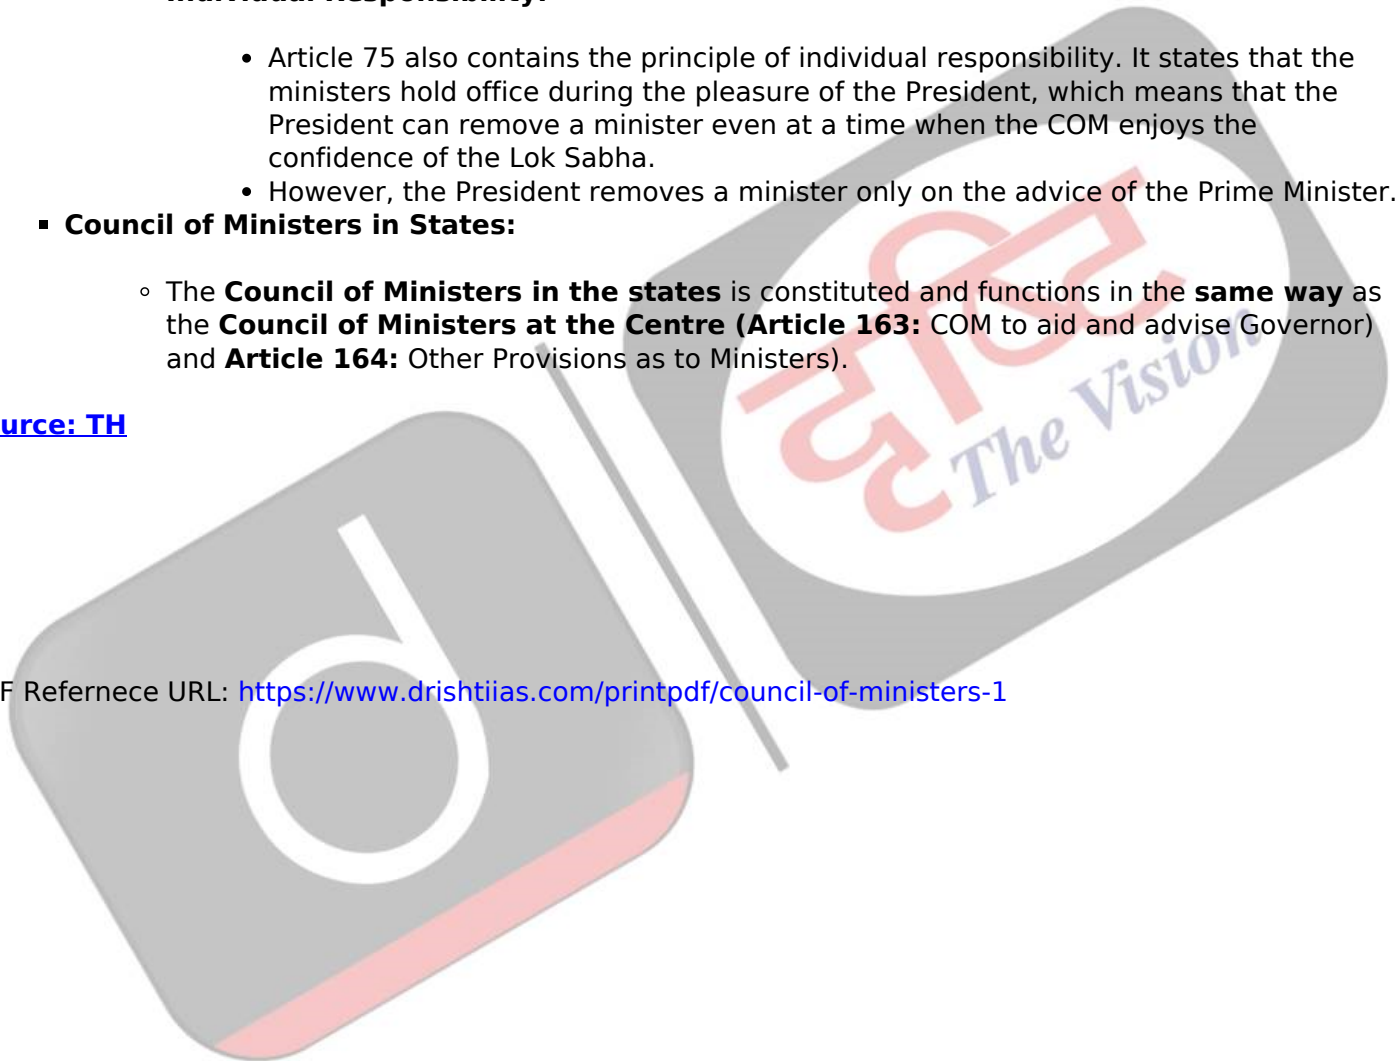 Individual Responsibility:
• Article 75 also contains the principle of individual responsibility. It states that the
ministers hold office during the pleasure of the President, which means that the
President can remove a minister even at a time when the COM enjoys the
confidence of the Lok Sabha.
• However, the President removes a minister only on the advice of the Prime Minister.
▪ Council of Ministers in States:
◦ The Council of Ministers in the states is constituted and functions in the same way as
the Council of Ministers at the Centre (Article 163: COM to aid and advise Governor)
and Article 164: Other Provisions as to Ministers).
दृष्टि
The Vision
urce: TH
F Refernece URL: https://www.drishtiias.com/printpdf/council-of-ministers-1